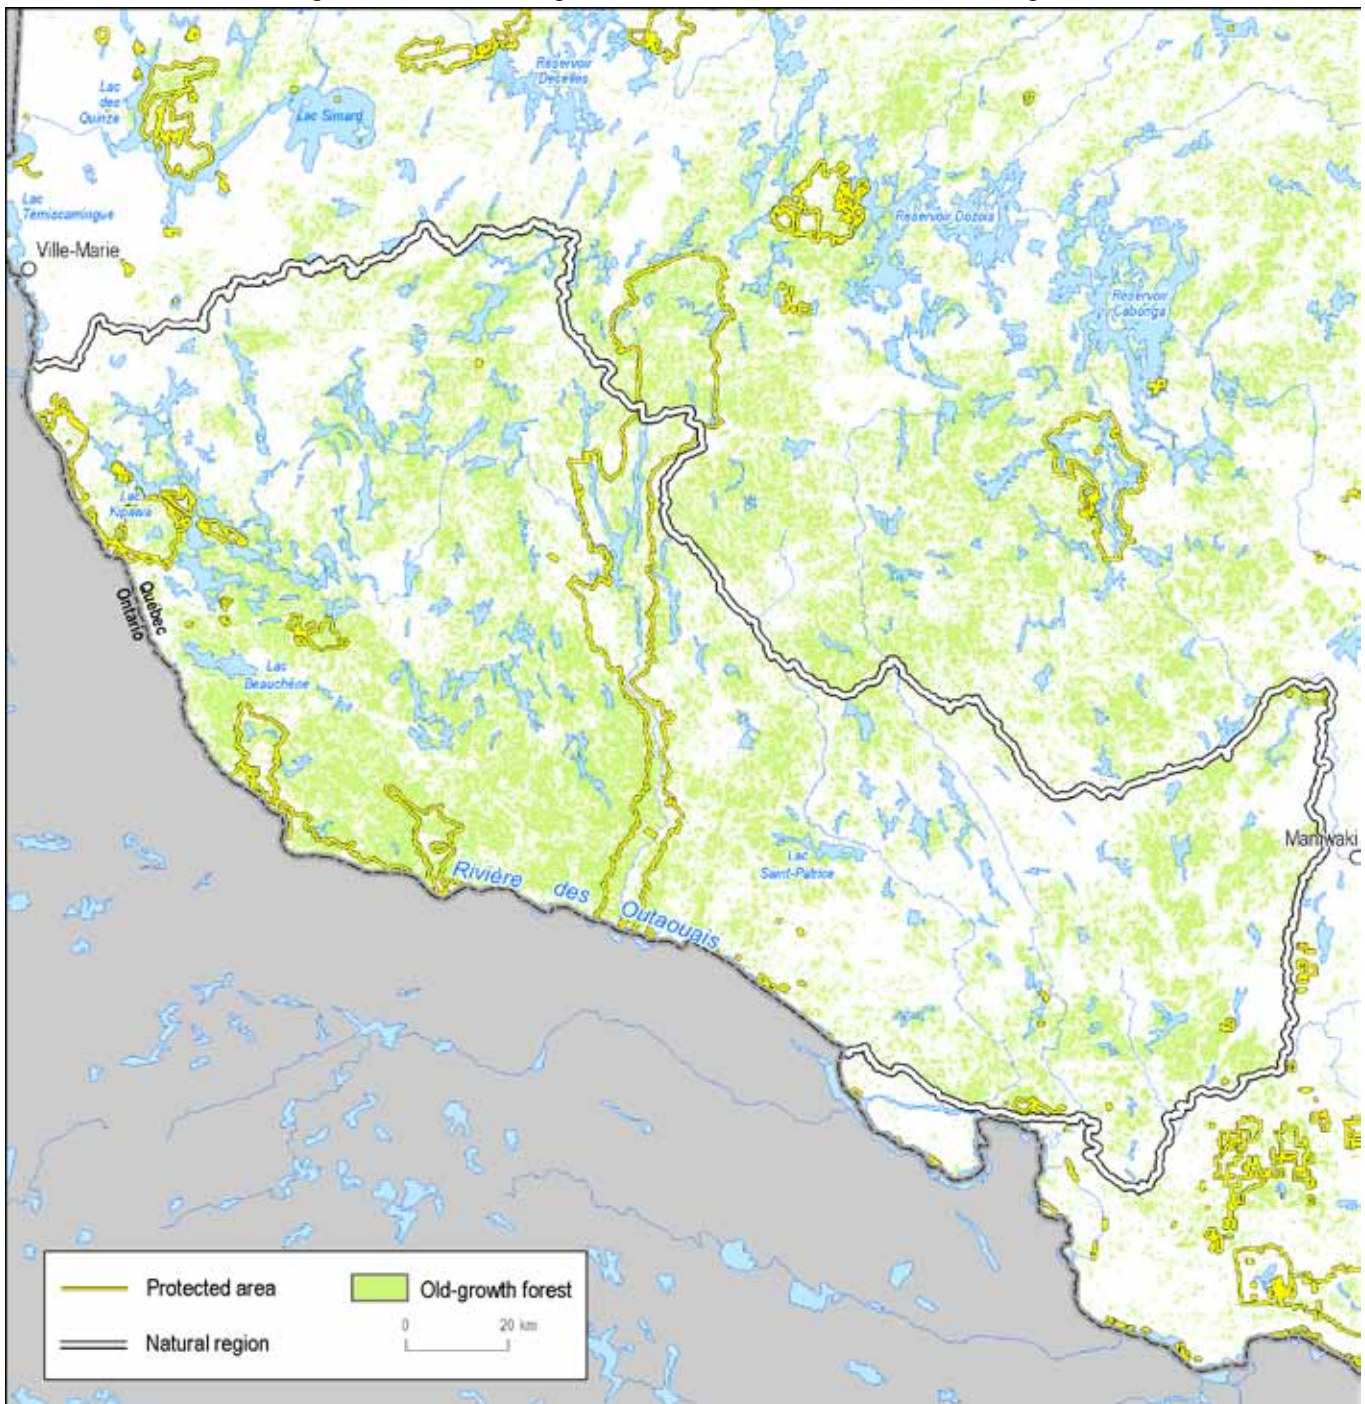 Réservoir
Decelles
Lac
des
Quinze
Lac Simard
Lac
Témiscamingue
Réservoir Dozois
Ville-Marie
Réservoir
Cabonga
Lac
Kipawa
Quebec
Ontario
Lac
Beauchêne
Maniwaki
Lac
Saint-Patrice
Rivière des Outaouais
Protected area
Old-growth forest
0 20 km
Natural region